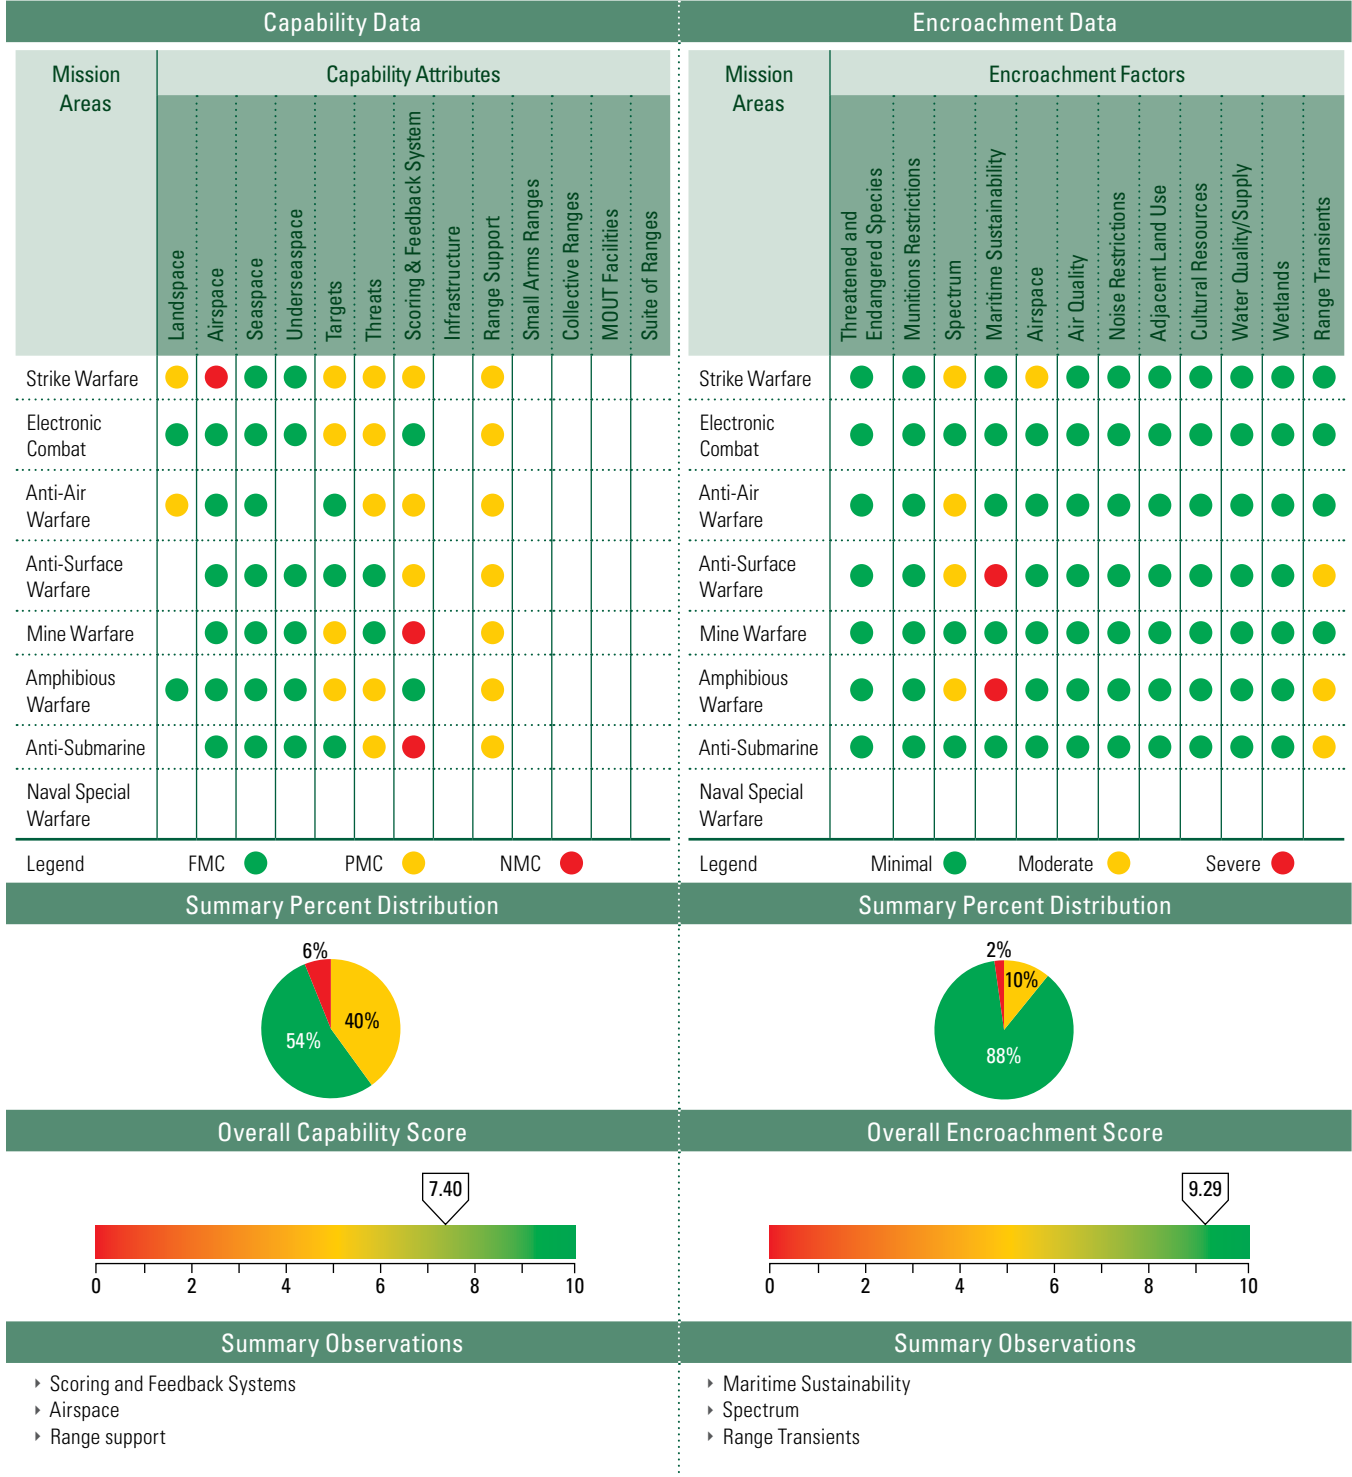 Capability Data
Mission
Areas
Capability Attributes
Landspace
Airspace
Seaspace
Underseaspace
Targets
Threats
Scoring & Feedback System
Infrastructure
Range Support
Small Arms Ranges
Collective Ranges
MOUT Facilities
Suite of Ranges
Strike Warfare
Electronic
Combat
Anti-Air
Warfare
Anti-Surface
Warfare
Mine Warfare
Amphibious
Warfare
Anti-Submarine
Naval Special
Warfare
Legend FMC PMC NMC
Summary Percent Distribution
6%
40%
54%
Overall Capability Score
7.40
0 2 4 6 8 10
Summary Observations
‣ Scoring and Feedback Systems
‣ Airspace
‣ Range support
Encroachment Data
Mission
Areas
Encroachment Factors
Threatened and
Endangered Species
Munitions Restrictions
Spectrum
Maritime Sustainability
Airspace
Air Quality
Noise Restrictions
Adjacent Land Use
Cultural Resources
Water Quality/Supply
Wetlands
Range Transients
Strike Warfare
Electronic
Combat
Anti-Air
Warfare
Anti-Surface
Warfare
Mine Warfare
Amphibious
Warfare
Anti-Submarine
Naval Special
Warfare
Legend Minimal Moderate Severe
Summary Percent Distribution
2%
10%
88%
Overall Encroachment Score
9.29
0 2 4 6 8 10
Summary Observations
‣ Maritime Sustainability
‣ Spectrum
‣ Range Transients